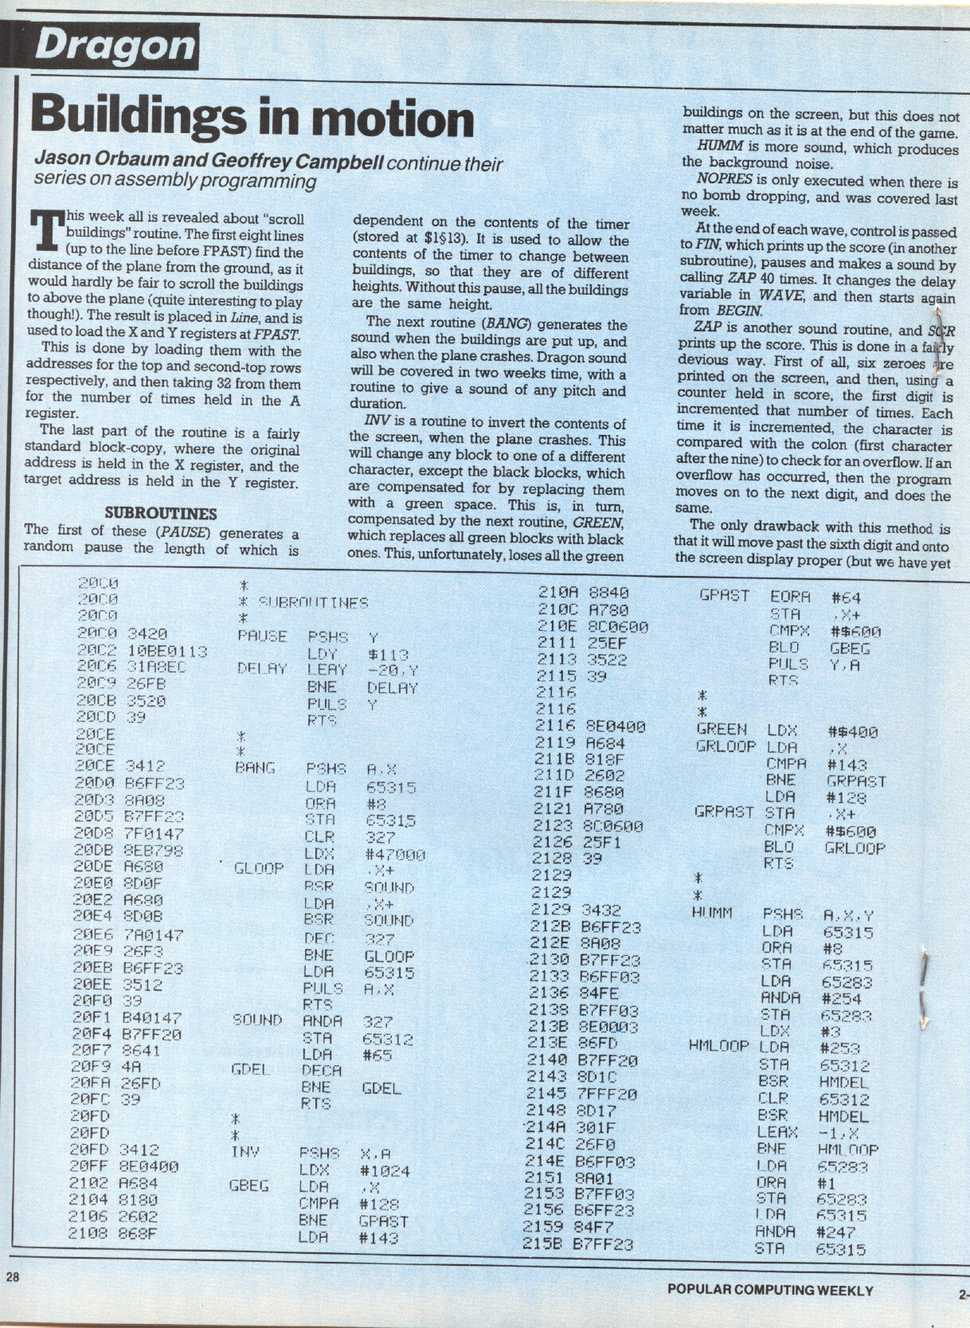 Dragon
Buildings in motion
Jason Orbaum and Geoffrey Campbell continue their
series on assembly programming
This week all is revealed about "scroll
buildings" routine. The first eight lines
(up to the line before FPAST) find the
distance of the plane from the ground, as it
would hardly be fair to scroll the buildings
to above the plane (quite interesting to play
though!). The result is placed in Line, and is
used to load the X and Y registers at FPAST.
This is done by loading them with the
addresses for the top and second-top rows
respectively, and then taking 32 from them
for the number of times held in the A
register.
The last part of the routine is a fairly
standard block-copy, where the original
address is held in the X register, and the
target address is held in the Y register.
SUBROUTINES
The first of these (PAUSE) generates a
random pause the length of which is
dependent on the contents of the timer
(stored at $1§13). It is used to allow the
contents of the timer to change between
buildings, so that they are of different
heights. Without this pause, all the buildings
are the same height.
The next routine (BANG) generates the
sound when the buildings are put up, and
also when the plane crashes. Dragon sound
will be covered in two weeks time, with a
routine to give a sound of any pitch and
duration.
INV is a routine to invert the contents of
the screen, when the plane crashes. This
will change any block to one of a different
character, except the black blocks, which
are compensated for by replacing them
with a green space. This is, in turn,
compensated by the next routine, GREEN,
which replaces all green blocks with black
ones. This, unfortunately, loses all the green
buildings on the screen, but this does not
matter much as it is at the end of the game.
HUMM is more sound, which produces
the background noise.
NOPRES is only executed when there is
no bomb dropping, and was covered last
week.
At the end of each wave, control is passed
to FIN, which prints up the score (in another
subroutine), pauses and makes a sound by
calling ZAP 40 times. It changes the delay
variable in WAVE, and then starts again
from BEGIN.
ZAP is another sound routine, and SCR
prints up the score. This is done in a fairly
devious way. First of all, six zeroes are
printed on the screen, and then, using a
counter held in score, the first digit is
incremented that number of times. Each
time it is incremented, the character is
compared with the colon (first character
after the nine) to check for an overflow. If an
overflow has occurred, then the program
moves on to the next digit, and does the
same.
The only drawback with this method is
that it will move past the sixth digit and onto
the screen display proper (but we have yet
20C0 *
20C0 * SUBROUTINES
20C0 *
20C0 3420 PAUSE PSHS Y
20C2 10BE0113 LDY $113
20C6 31A8EC DELAY LEAY -20,Y
20C9 26FB BNE DELAY
20CB 3520 PULS Y
20CD 39 RTS
20CE *
20CE *
20CE 3412 BANG PSHS A,X
20D0 B6FF23 LDA 65315
20D3 8A08 ORA #8
20D5 B7FF23 STA 65315
20D8 7F0147 CLR 327
20DB 8EB798 LDX #47000
20DE A680 GLOOP LDA ,X+
20E0 8D0F BSR SOUND
20E2 A680 LDA ,X+
20E4 8D0B BSR SOUND
20E6 7A0147 DEC 327
20E9 26F3 BNE GLOOP
20EB B6FF23 LDA 65315
20EE 3512 PULS A,X
20F0 39 RTS
20F1 B40147 SOUND ANDA 327
20F4 B7FF20 STA 65312
20F7 8641 LDA #65
20F9 4A GDEL DECA
20FA 26FD BNE GDEL
20FC 39 RTS
20FD *
20FD *
20FD 3412 INV PSHS X,A
20FF 8E0400 LDX #1024
2102 A684 GBEG LDA ,X
2104 8180 CMPA #128
2106 2602 BNE GPAST
2108 868F LDA #143
210A 8840 GPAST EORA #64
210C A780 STA ,X+
210E 8C0600 CMPX #$600
2111 25EF BLO GBEG
2113 3522 PULS Y,A
2115 39 RTS
2116 *
2116 *
2116 8E0400 GREEN LDX #$400
2119 A684 GRLOOP LDA ,X
211B 818F CMPA #143
211D 2602 BNE GRPAST
211F 8680 LDA #128
2121 A780 GRPAST STA ,X+
2123 8C0600 CMPX #$600
2126 25F1 BLO GRLOOP
2128 39 RTS
2129 *
2129 *
2129 3432 HUMM PSHS A,X,Y
212B B6FF23 LDA 65315
212E 8A08 ORA #8
2130 B7FF23 STA 65315
2133 B6FF03 LDA 65283
2136 84FE ANDA #254
2138 B7FF03 STA 65283
213B 8E0003 LDX #3
213E 86FD HMLOOP LDA #253
2140 B7FF20 STA 65312
2143 8D1C BSR HMDEL
2145 7FFF20 CLR 65312
2148 8D17 BSR HMDEL
214A 301F LEAX -1,X
214C 26F0 BNE HMLOOP
214E B6FF03 LDA 65283
2151 8A01 ORA #1
2153 B7FF03 STA 65283
2156 B6FF23 LDA 65315
2159 84F7 ANDA #247
215B B7FF23 STA 65315
28
POPULAR COMPUTING WEEKLY
2-